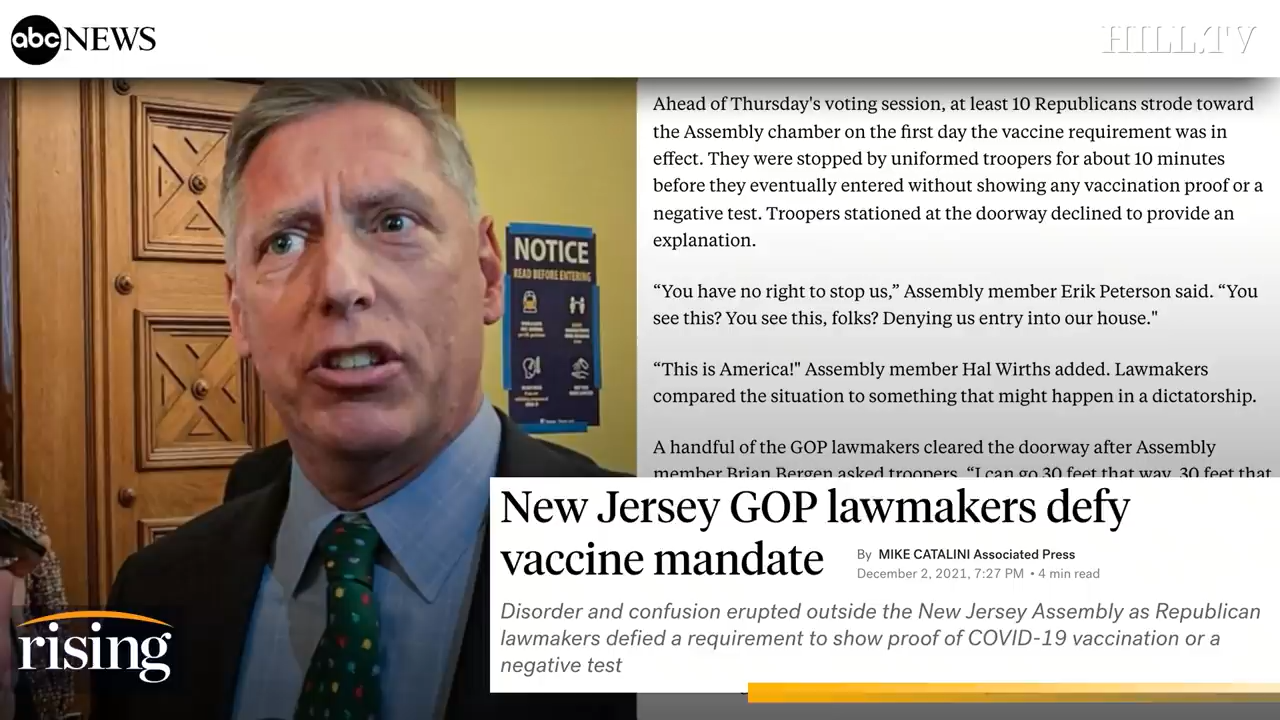 abc NEWS
HILL.TV
Ahead of Thursday's voting session, at least 10 Republicans strode toward
the Assembly chamber on the first day the vaccine requirement was in
effect. They were stopped by uniformed troopers for about 10 minutes
before they eventually entered without showing any vaccination proof or a
negative test. Troopers stationed at the doorway declined to provide an
explanation.
“You have no right to stop us,” Assembly member Erik Peterson said. “You
see this? You see this, folks? Denying us entry into our house."
“This is America!" Assembly member Hal Wirths added. Lawmakers
compared the situation to something that might happen in a dictatorship.
A handful of the GOP lawmakers cleared the doorway after Assembly
member Brian Bergen asked troopers, “I can go 30 feet that way, 30 feet that
NOTICE
READ BEFORE ENTERING
New Jersey GOP lawmakers defy
vaccine mandate
By MIKE CATALINI Associated Press
December 2, 2021, 7:27 PM • 4 min read
Disorder and confusion erupted outside the New Jersey Assembly as Republican
lawmakers defied a requirement to show proof of COVID-19 vaccination or a
negative test
rising